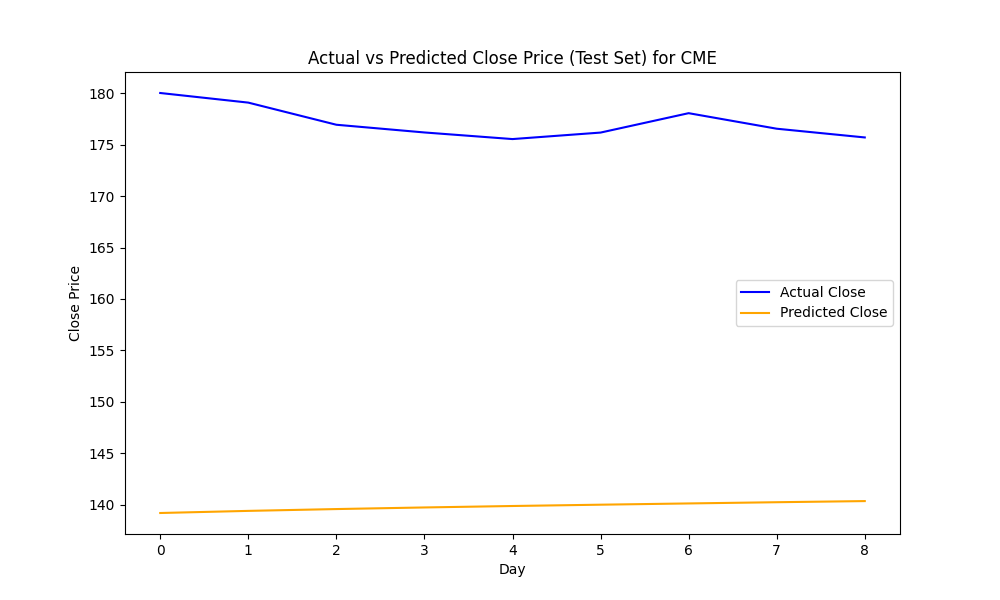 Actual vs Predicted Close Price (Test Set) for CME
180
175
170
165
160
155
150
145
140
Close Price
Actual Close
Predicted Close
0 1 2 3 4 5 6 7 8
Day